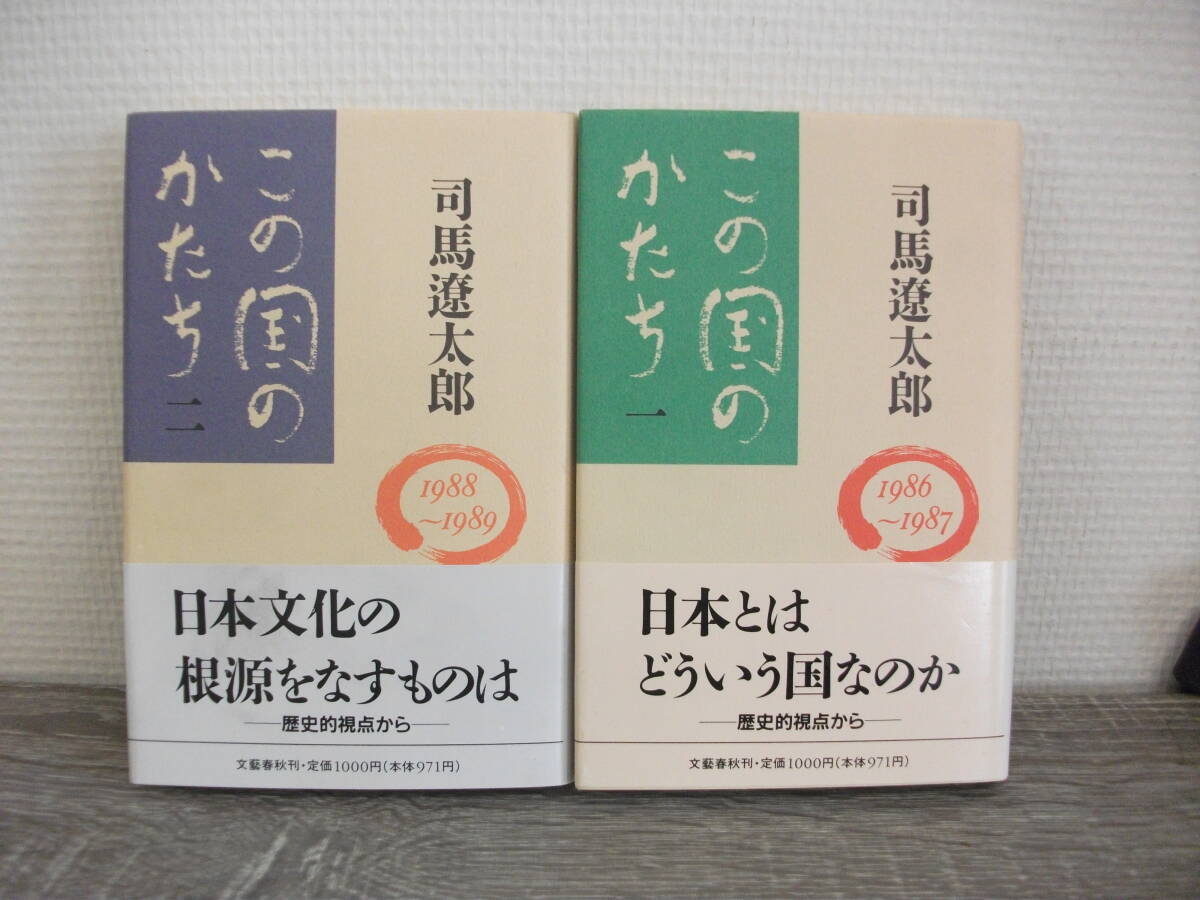 この国の
かたち 二
司馬遼太郎
1988
〜1989
日本文化の
根源をなすものは
――歴史的視点から――
文藝春秋刊・定価1000円(本体971円)
この国の
かたち 一
司馬遼太郎
1986
〜1987
日本とは
どういう国なのか
――歴史的視点から――
文藝春秋刊・定価1000円(本体971円)